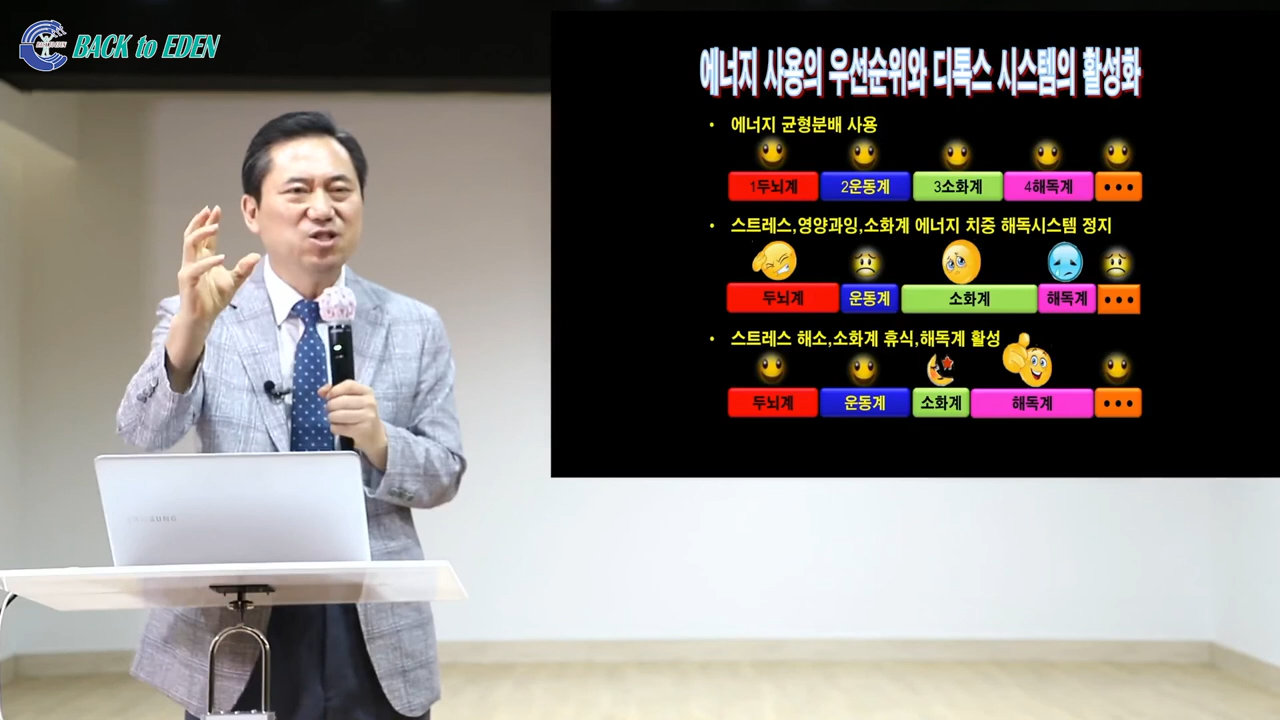 BACK to EDEN
에너지 사용의 우선순위와 디톡스 시스템의 활성화
• 에너지 균형분배 사용
1두뇌계 2운동계 3소화계 4해독계 •••
• 스트레스,영양과잉,소화계 에너지 치중 해독시스템 정지
두뇌계 운동계 소화계 해독계 •••
• 스트레스 해소,소화계 휴식,해독계 활성
두뇌계 운동계 소화계 해독계 •••
SAMSUNG